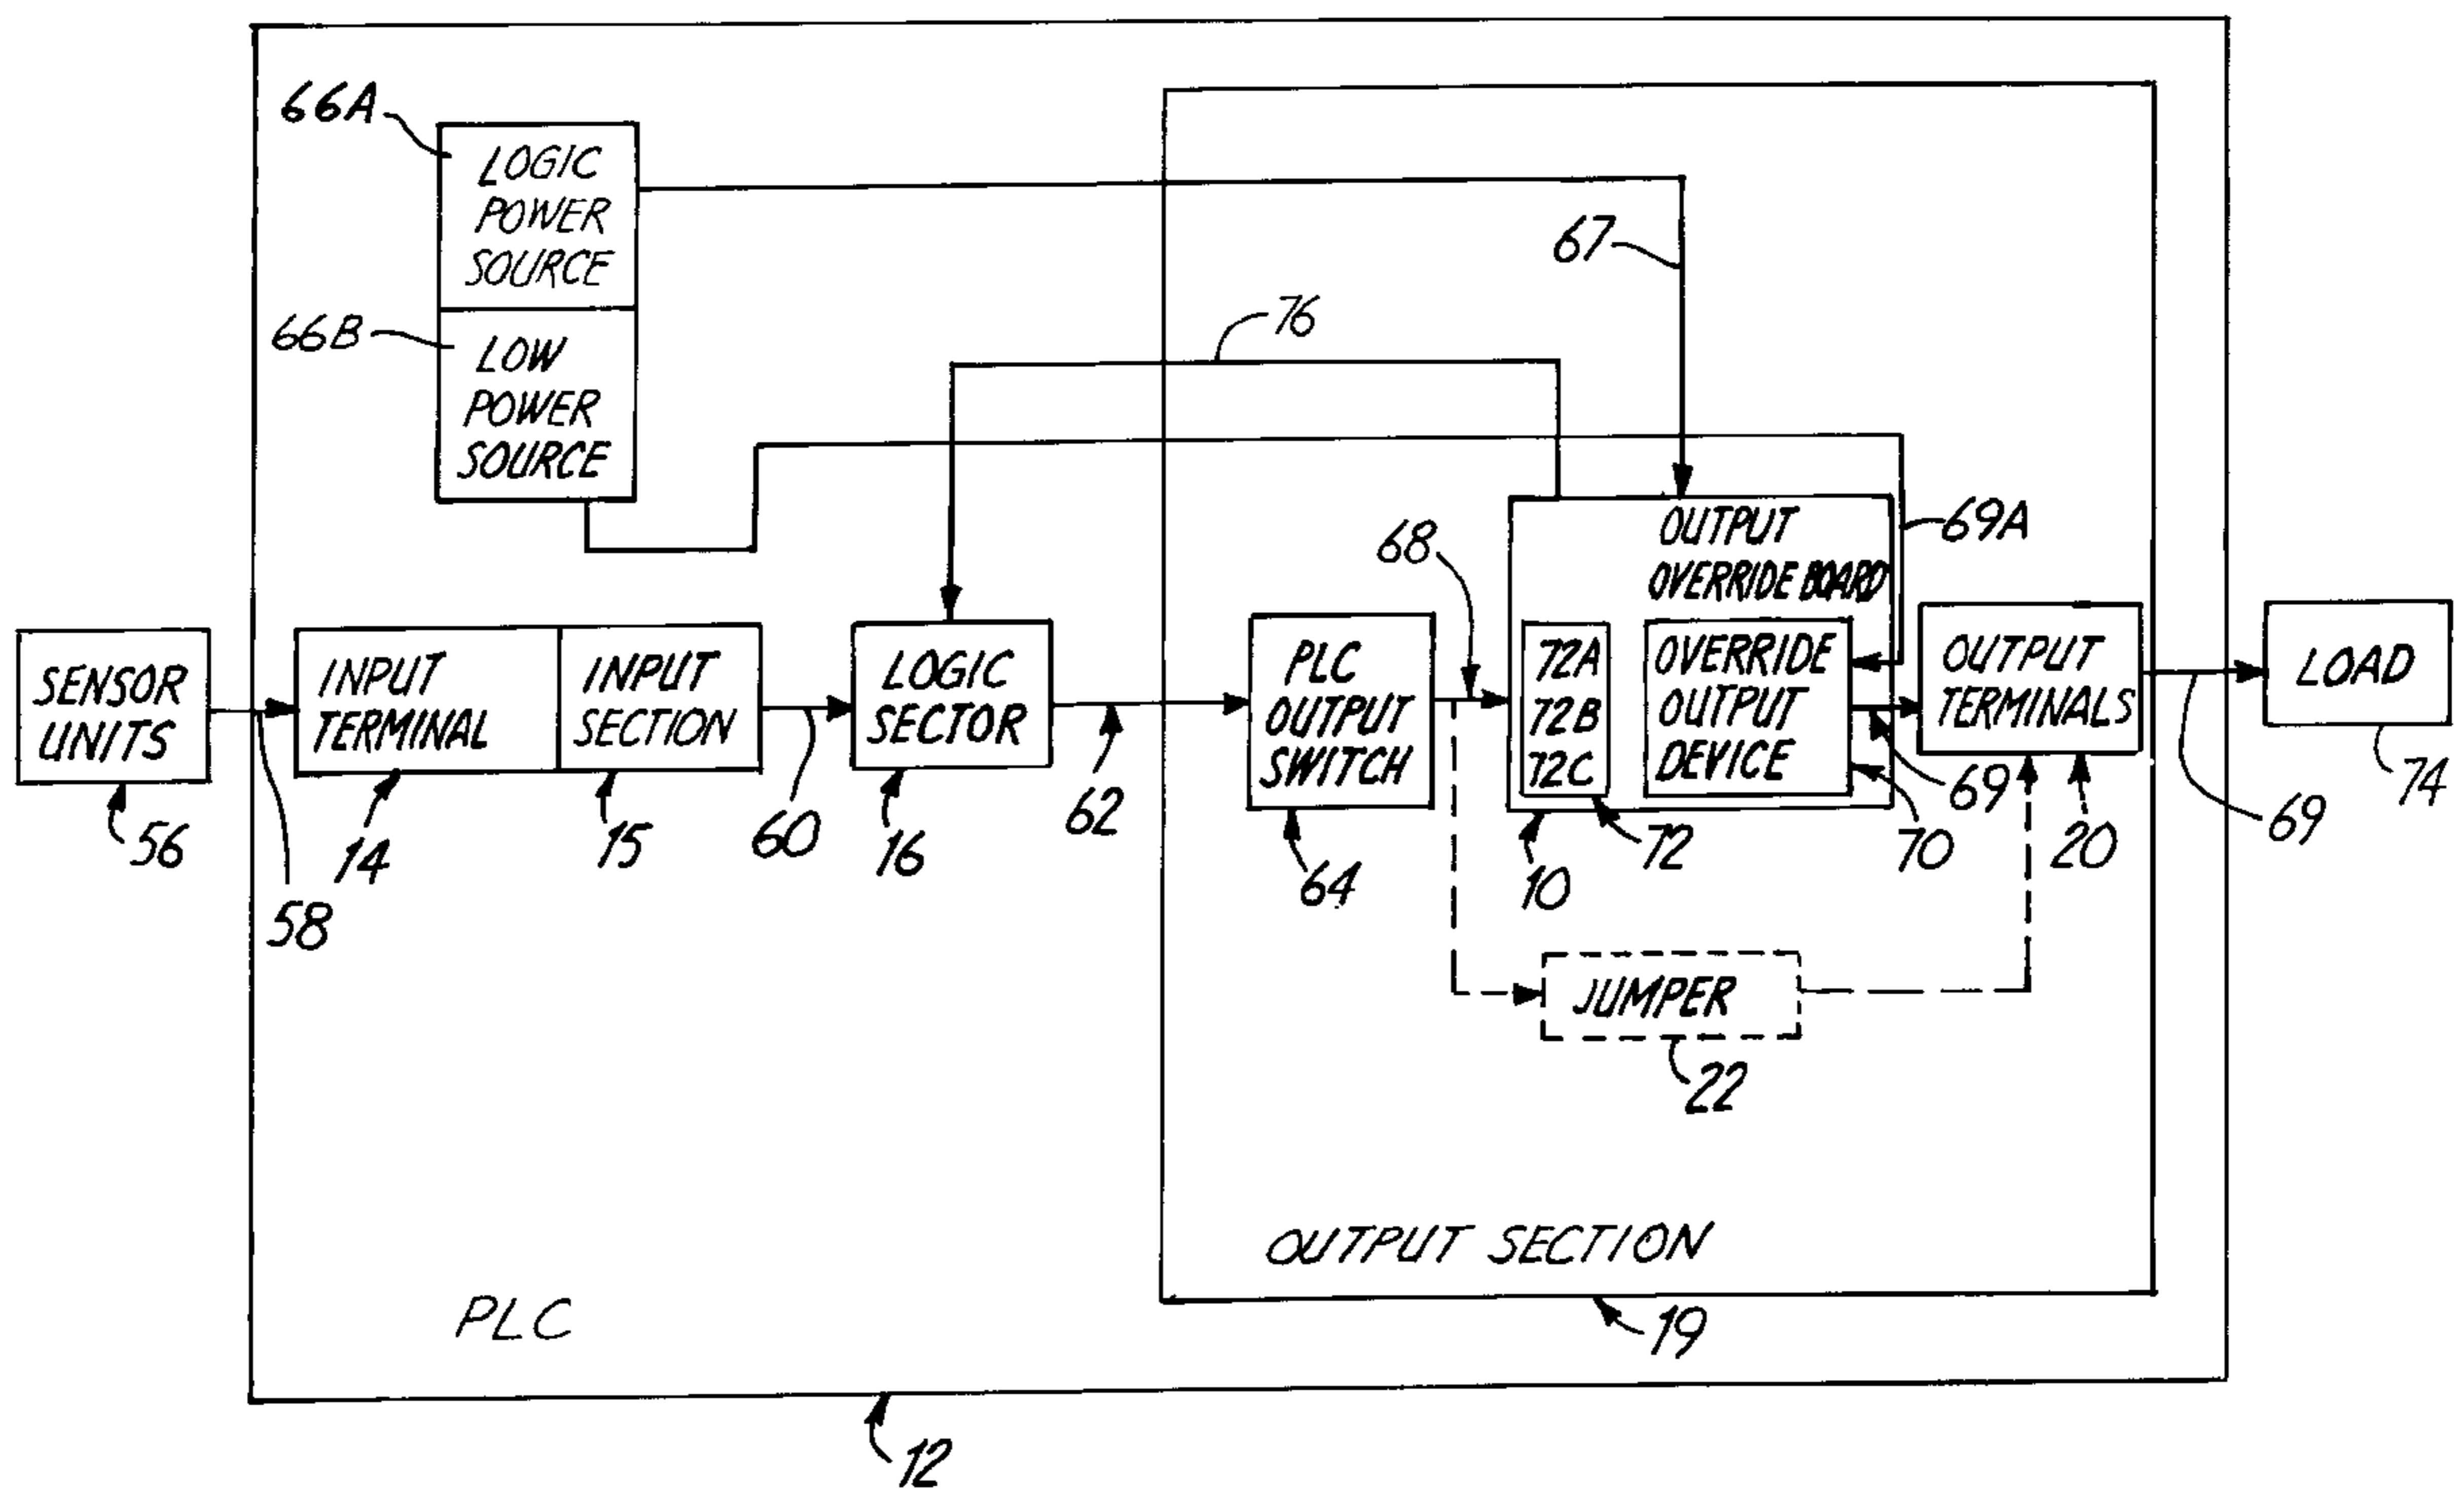 66A
LOGIC
POWER
SOURCE
66B
LOW
POWER
SOURCE
67
76
69A
68
SENSOR
UNITS
56
58
INPUT
TERMINAL
14
INPUT
SECTION
15
60
LOGIC
SECTOR
16
62
PLC
OUTPUT
SWITCH
64
OUTPUT
OVERRIDE BOARD
72A
72B
72C
72
10
OVERRIDE
OUTPUT
DEVICE
70
69
OUTPUT
TERMINALS
20
69
LOAD
74
JUMPER
22
OUTPUT SECTION
19
PLC
12